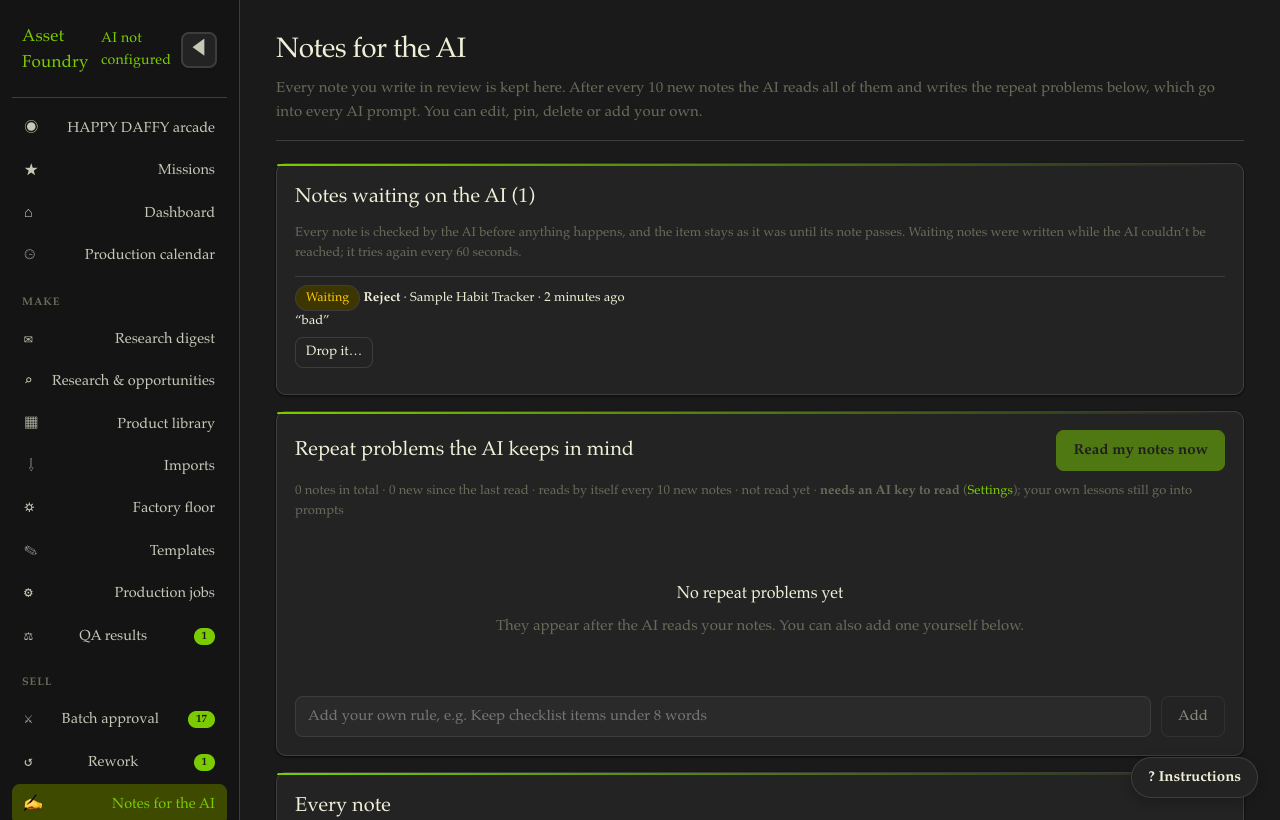 Asset
Foundry
AI not
configured
HAPPY DAFFY arcade
Missions
Dashboard
Production calendar
MAKE
Research digest
Research & opportunities
Product library
Imports
Factory floor
Templates
Production jobs
QA results 1
SELL
Batch approval 17
Rework 1
Notes for the AI
Notes for the AI
Every note you write in review is kept here. After every 10 new notes the AI reads all of them and writes the repeat problems below, which go
into every AI prompt. You can edit, pin, delete or add your own.
Notes waiting on the AI (1)
Every note is checked by the AI before anything happens, and the item stays as it was until its note passes. Waiting notes were written while the AI couldn’t be
reached; it tries again every 60 seconds.
Waiting Reject · Sample Habit Tracker · 2 minutes ago
“bad”
Drop it…
Repeat problems the AI keeps in mind
Read my notes now
0 notes in total · 0 new since the last read · reads by itself every 10 new notes · not read yet · needs an AI key to read (Settings); your own lessons still go into
prompts
No repeat problems yet
They appear after the AI reads your notes. You can also add one yourself below.
Add your own rule, e.g. Keep checklist items under 8 words
Add
? Instructions
Every note